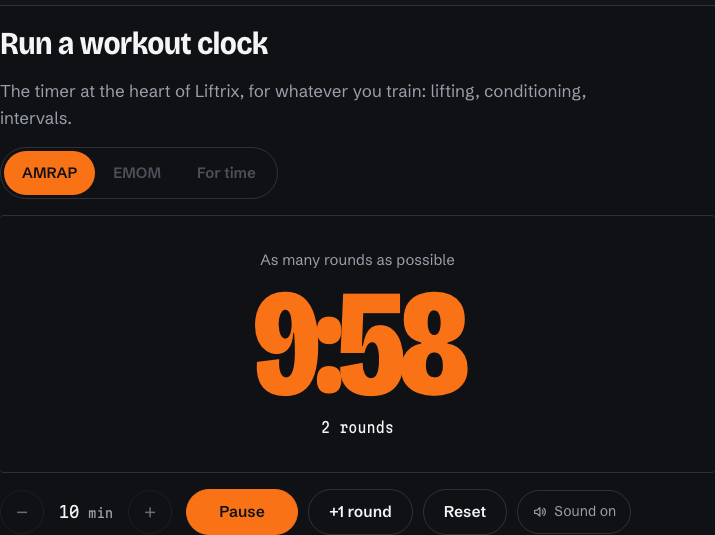 Run a workout clock
The timer at the heart of Liftrix, for whatever you train: lifting, conditioning,
intervals.
AMRAP EMOM For time
As many rounds as possible
9:58
2 rounds
− 10 min + Pause +1 round Reset Sound on